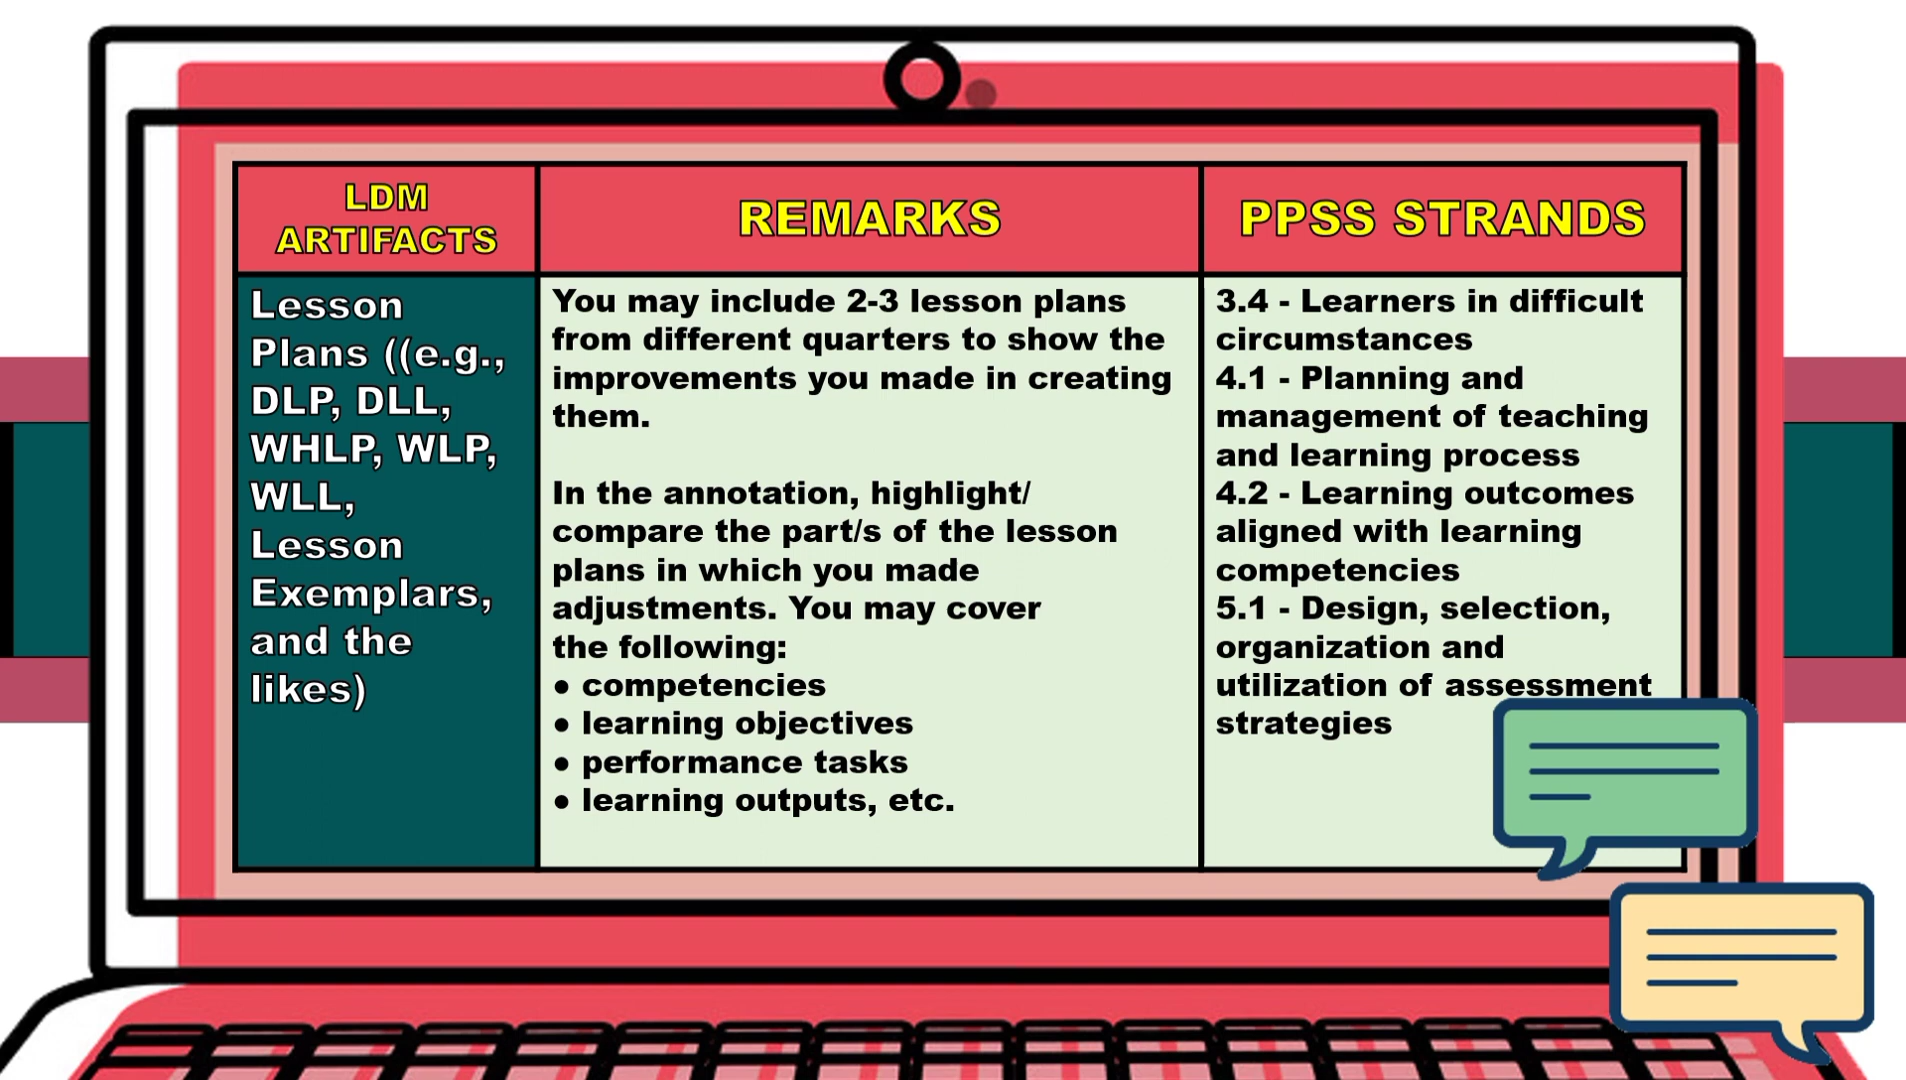 LDM
ARTIFACTS
REMARKS
PPSS STRANDS
Lesson
Plans ((e.g.,
DLP, DLL,
WHLP, WLP,
WLL,
Lesson
Exemplars,
and the
likes)
You may include 2-3 lesson plans
from different quarters to show the
improvements you made in creating
them.
In the annotation, highlight/
compare the part/s of the lesson
plans in which you made
adjustments. You may cover
the following:
● competencies
● learning objectives
● performance tasks
● learning outputs, etc.
3.4 - Learners in difficult
circumstances
4.1 - Planning and
management of teaching
and learning process
4.2 - Learning outcomes
aligned with learning
competencies
5.1 - Design, selection,
organization and
utilization of assessment
strategies